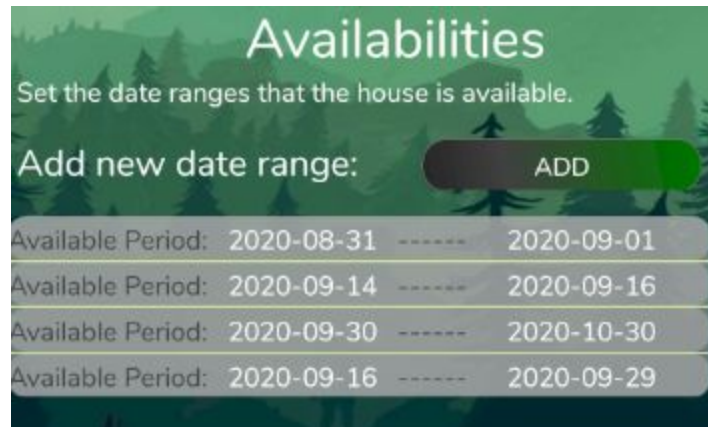 Availabilities
Set the date ranges that the house is available.
Add new date range: ADD
Available Period: 2020-08-31 ------ 2020-09-01
Available Period: 2020-09-14 ------ 2020-09-16
Available Period: 2020-09-30 ------ 2020-10-30
Available Period: 2020-09-16 ------ 2020-09-29